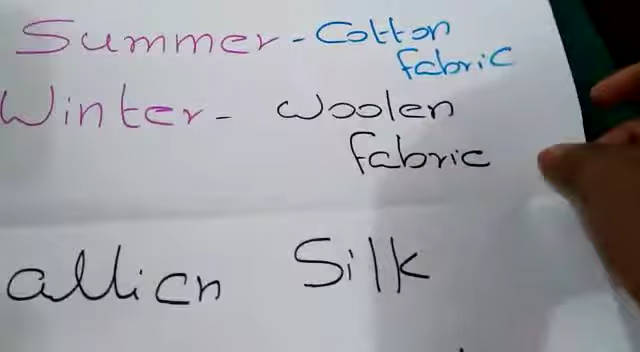 Summer - Cotton
fabric
Winter - Woolen
fabric
Silk